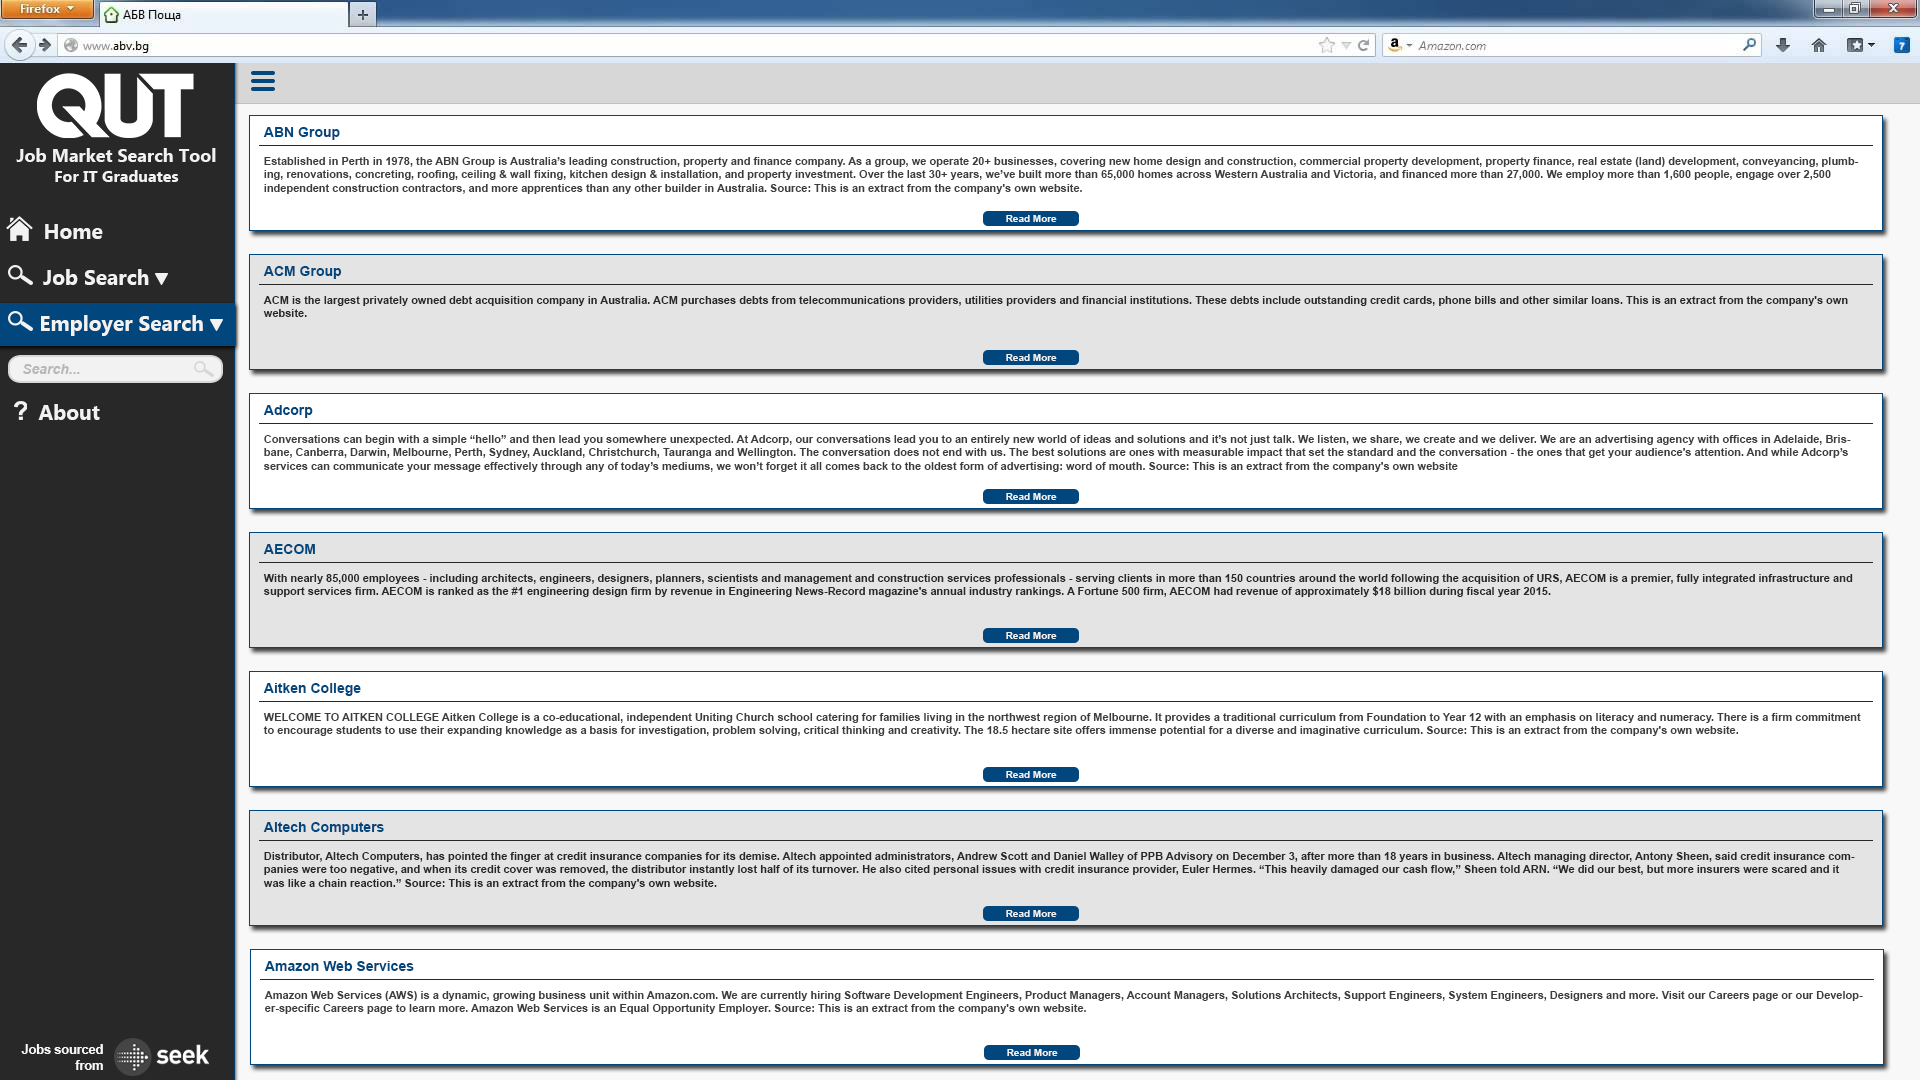 Firefox
АБВ Поща
www.abv.bg
Amazon.com
7
QUT
Job Market Search Tool
For IT Graduates
Home
Job Search ▼
Employer Search ▼
Search...
? About
Jobs sourced
from
seek
ABN Group
Established in Perth in 1978, the ABN Group is Australia’s leading construction, property and finance company. As a group, we operate 20+ businesses, covering new home design and construction, commercial property development, property finance, real estate (land) development, conveyancing, plumb-
ing, renovations, concreting, roofing, ceiling & wall fixing, kitchen design & installation, and property investment. Over the last 30+ years, we’ve built more than 65,000 homes across Western Australia and Victoria, and financed more than 27,000. We employ more than 1,600 people, engage over 2,500
independent construction contractors, and more apprentices than any other builder in Australia. Source: This is an extract from the company's own website.
Read More
ACM Group
ACM is the largest privately owned debt acquisition company in Australia. ACM purchases debts from telecommunications providers, utilities providers and financial institutions. These debts include outstanding credit cards, phone bills and other similar loans. This is an extract from the company's own
website.
Read More
Adcorp
Conversations can begin with a simple “hello” and then lead you somewhere unexpected. At Adcorp, our conversations lead you to an entirely new world of ideas and solutions and it’s not just talk. We listen, we share, we create and we deliver. We are an advertising agency with offices in Adelaide, Bris-
bane, Canberra, Darwin, Melbourne, Perth, Sydney, Auckland, Christchurch, Tauranga and Wellington. The conversation does not end with us. The best solutions are ones with measurable impact that set the standard and the conversation - the ones that get your audience's attention. And while Adcorp’s
services can communicate your message effectively through any of today’s mediums, we won’t forget it all comes back to the oldest form of advertising: word of mouth. Source: This is an extract from the company's own website
Read More
AECOM
With nearly 85,000 employees - including architects, engineers, designers, planners, scientists and management and construction services professionals - serving clients in more than 150 countries around the world following the acquisition of URS, AECOM is a premier, fully integrated infrastructure and
support services firm. AECOM is ranked as the #1 engineering design firm by revenue in Engineering News-Record magazine's annual industry rankings. A Fortune 500 firm, AECOM had revenue of approximately $18 billion during fiscal year 2015.
Read More
Aitken College
WELCOME TO AITKEN COLLEGE Aitken College is a co-educational, independent Uniting Church school catering for families living in the northwest region of Melbourne. It provides a traditional curriculum from Foundation to Year 12 with an emphasis on literacy and numeracy. There is a firm commitment
to encourage students to use their expanding knowledge as a basis for investigation, problem solving, critical thinking and creativity. The 18.5 hectare site offers immense potential for a diverse and imaginative curriculum. Source: This is an extract from the company's own website.
Read More
Altech Computers
Distributor, Altech Computers, has pointed the finger at credit insurance companies for its demise. Altech appointed administrators, Andrew Scott and Daniel Walley of PPB Advisory on December 3, after more than 18 years in business. Altech managing director, Antony Sheen, said credit insurance com-
panies were too negative, and when its credit cover was removed, the distributor instantly lost half of its turnover. He also cited personal issues with credit insurance provider, Euler Hermes. “This heavily damaged our cash flow,” Sheen told ARN. “We did our best, but more insurers were scared and it
was like a chain reaction.” Source: This is an extract from the company's own website.
Read More
Amazon Web Services
Amazon Web Services (AWS) is a dynamic, growing business unit within Amazon.com. We are currently hiring Software Development Engineers, Product Managers, Account Managers, Solutions Architects, Support Engineers, System Engineers, Designers and more. Visit our Careers page or our Develop-
er-specific Careers page to learn more. Amazon Web Services is an Equal Opportunity Employer. Source: This is an extract from the company's own website.
Read More